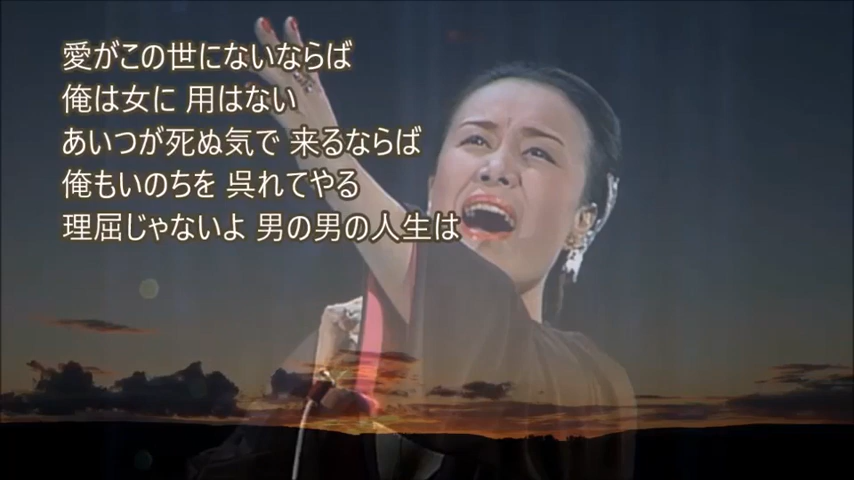 愛がこの世にないならば
俺は女に 用はない
あいつが死ぬ気で 来るならば
俺もいのちを 呉れてやる
理屈じゃないよ 男の男の人生は